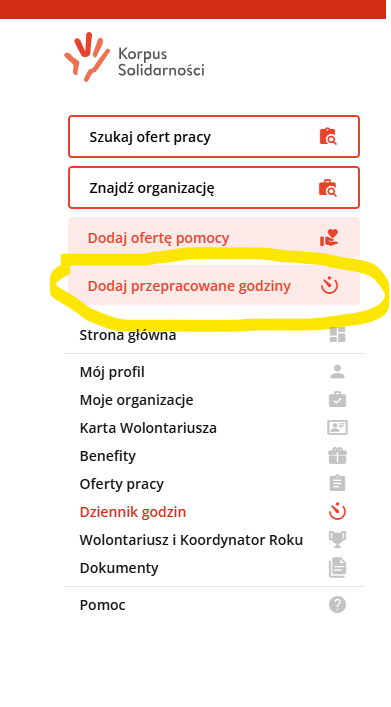 Korpus
Solidarności
Szukaj ofert pracy
Znajdź organizację
Dodaj ofertę pomocy
Dodaj przepracowane godziny
Strona główna
Mój profil
Moje organizacje
Karta Wolontariusza
Benefity
Oferty pracy
Dziennik godzin
Wolontariusz i Koordynator Roku
Dokumenty
Pomoc